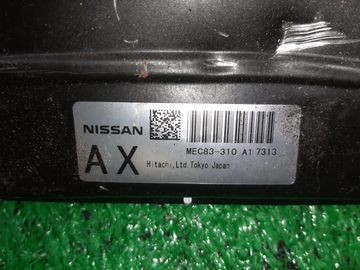 NISSAN
MEC83-310 A1 7313
AX
Hitachi,Ltd.Tokyo Japan